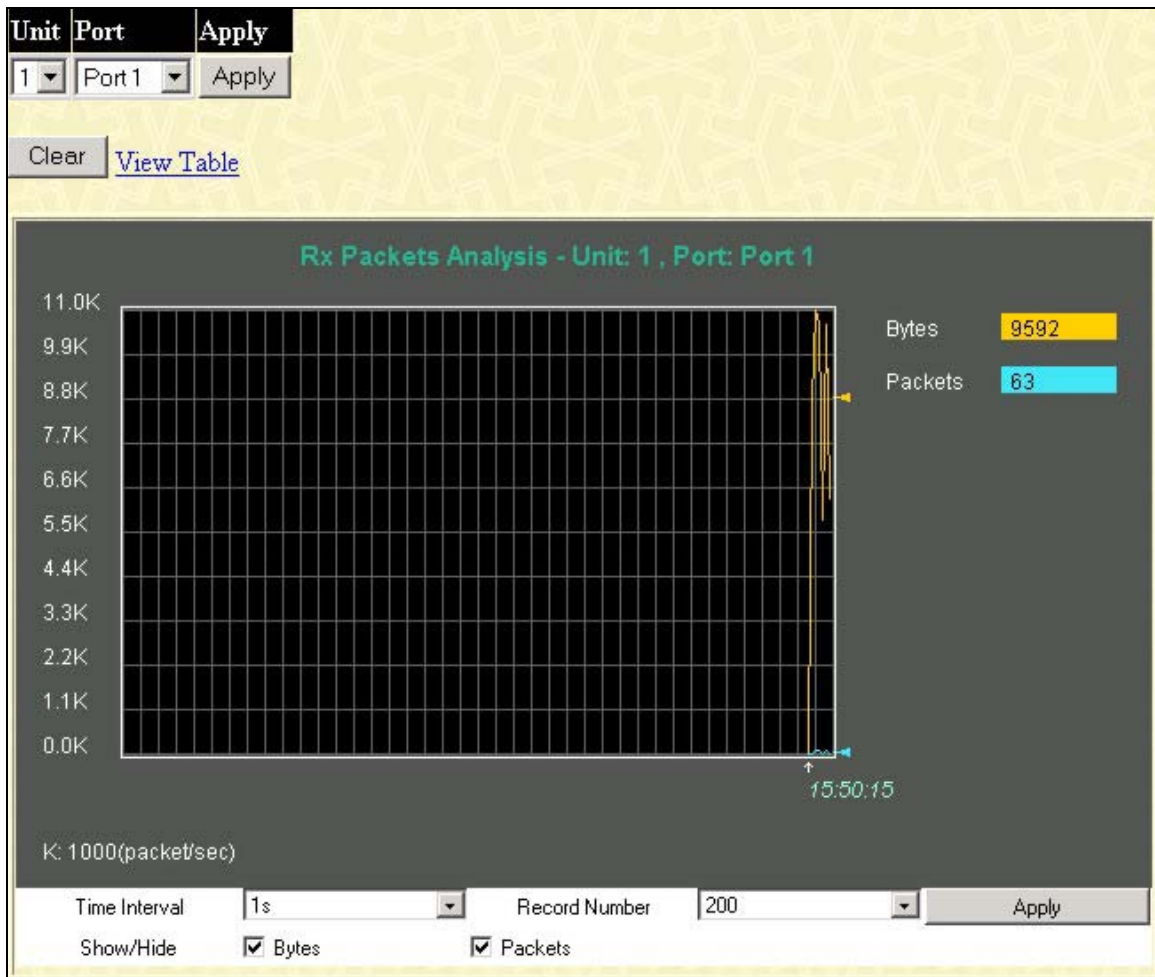 Unit Port Apply
1 Port 1 Apply
Clear View Table
Rx Packets Analysis - Unit: 1 , Port: Port 1
11.0K
9.9K
8.8K
7.7K
6.6K
5.5K
4.4K
3.3K
2.2K
1.1K
0.0K
Bytes 9592
Packets 63
15:50:15
K: 1000(packet/sec)
Time Interval 1s Record Number 200 Apply
Show/Hide Bytes Packets